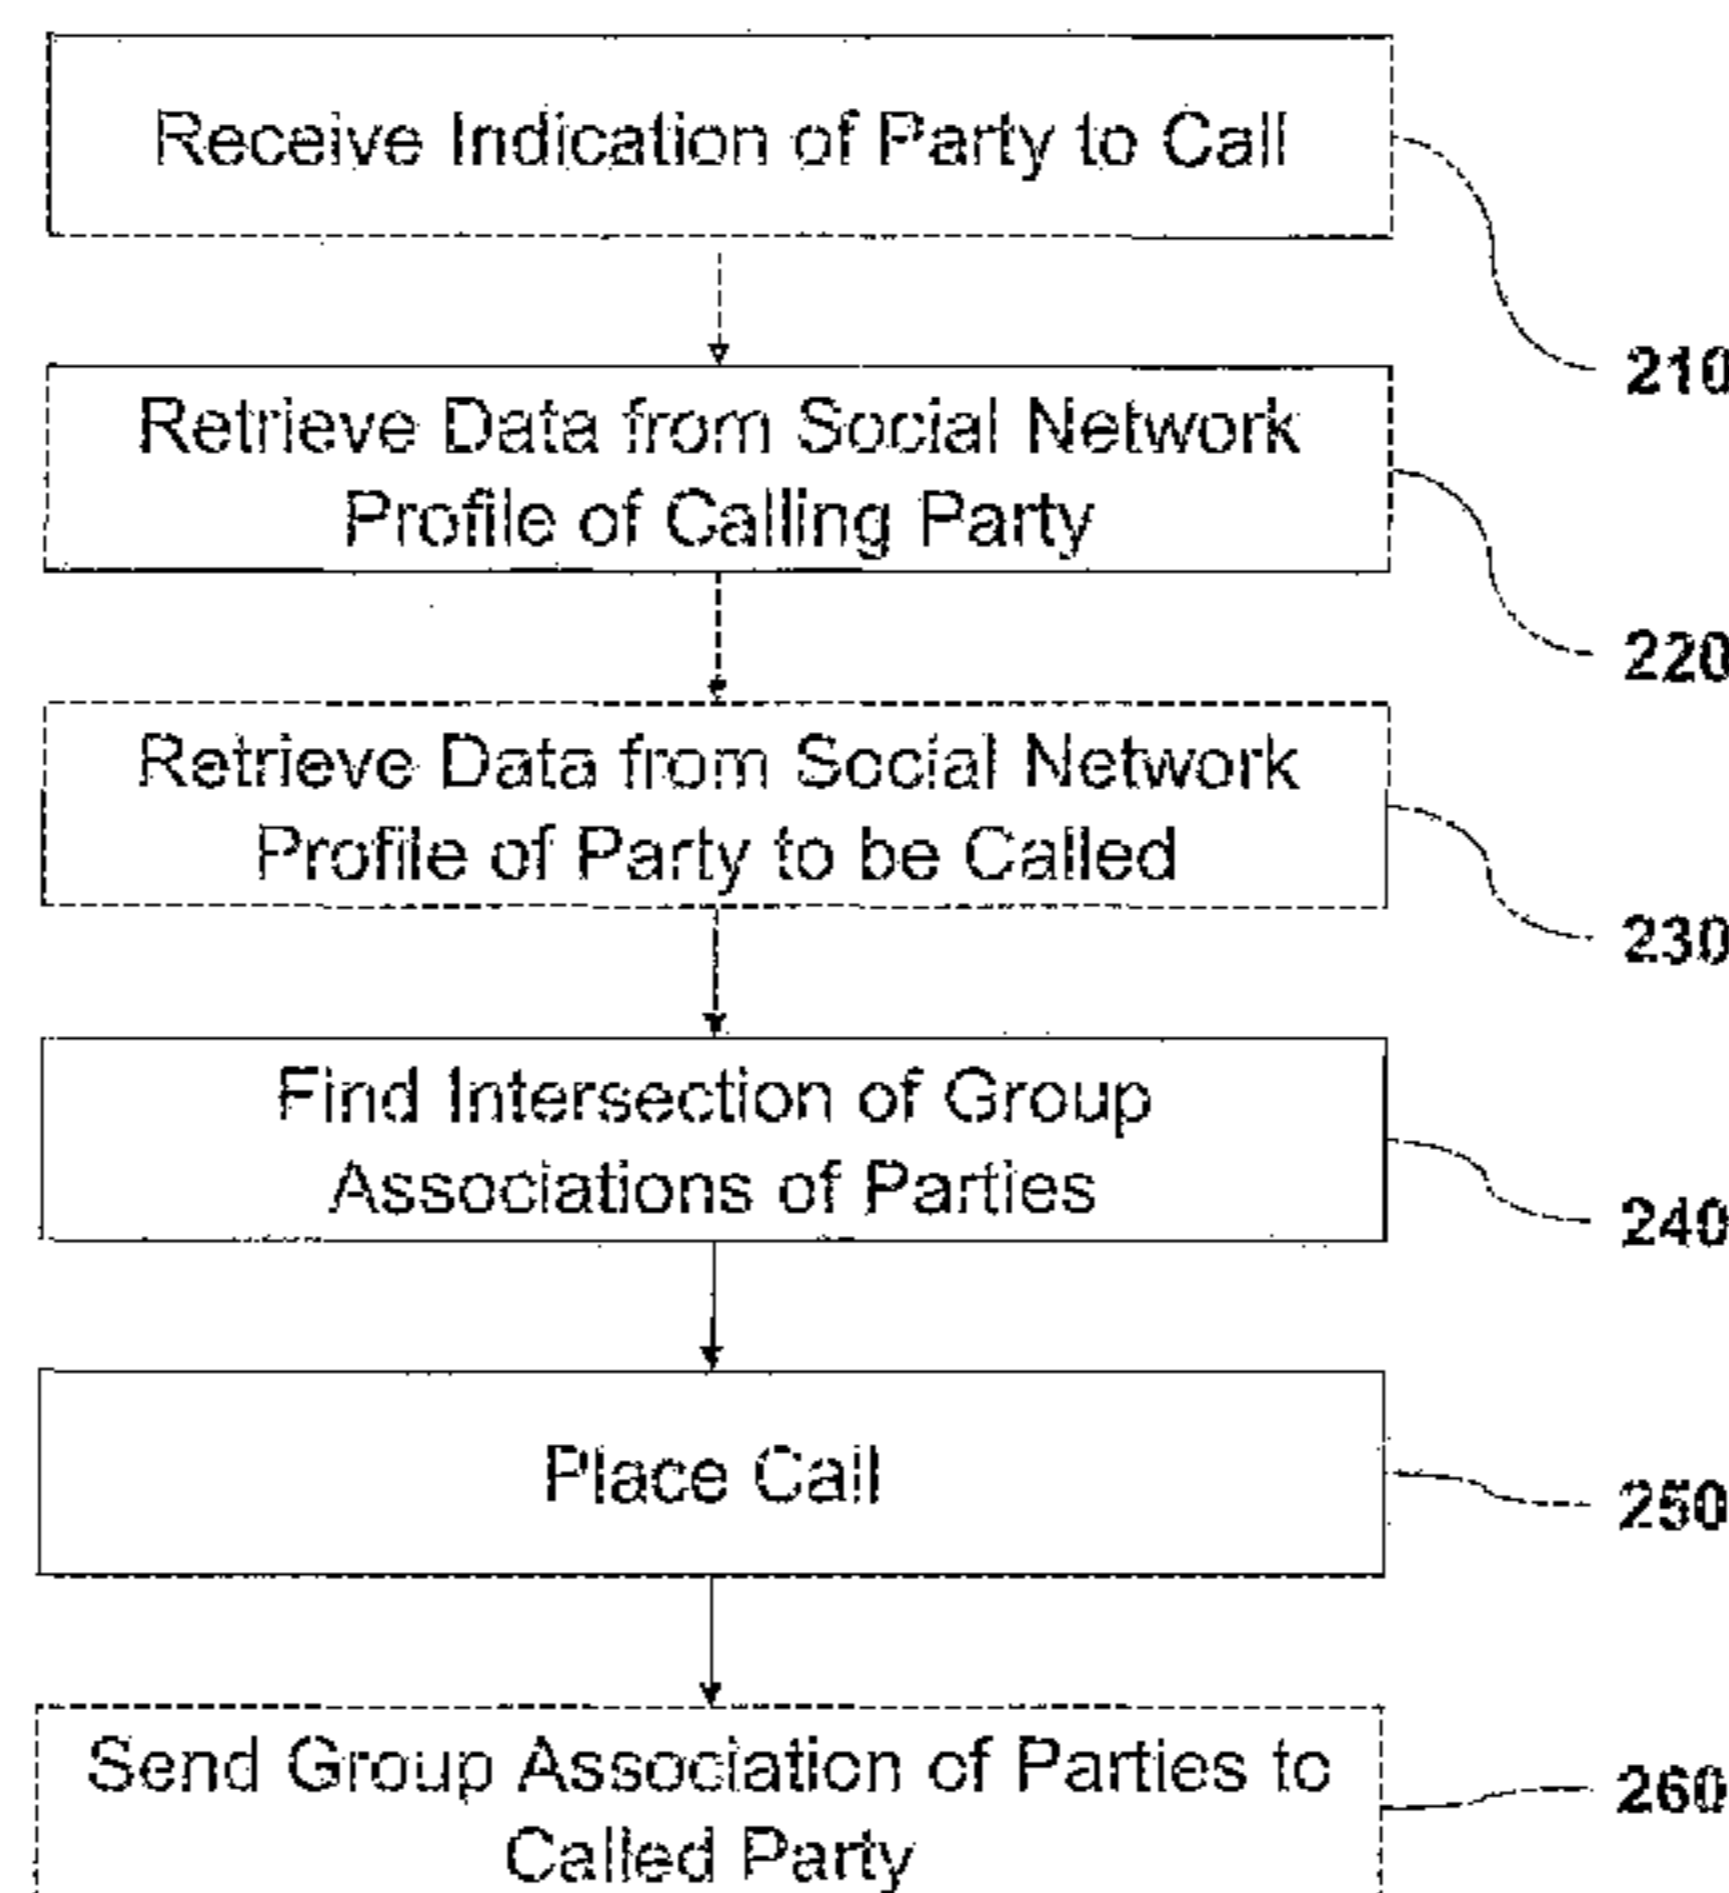 Receive Indication of Party to Call
210
Retrieve Data from Social Network
Profile of Calling Party
220
Retrieve Data from Social Network
Profile of Party to be Called
230
Find Intersection of Group
Associations of Parties
240
Place Call
250
Send Group Association of Parties to
Called Party
260